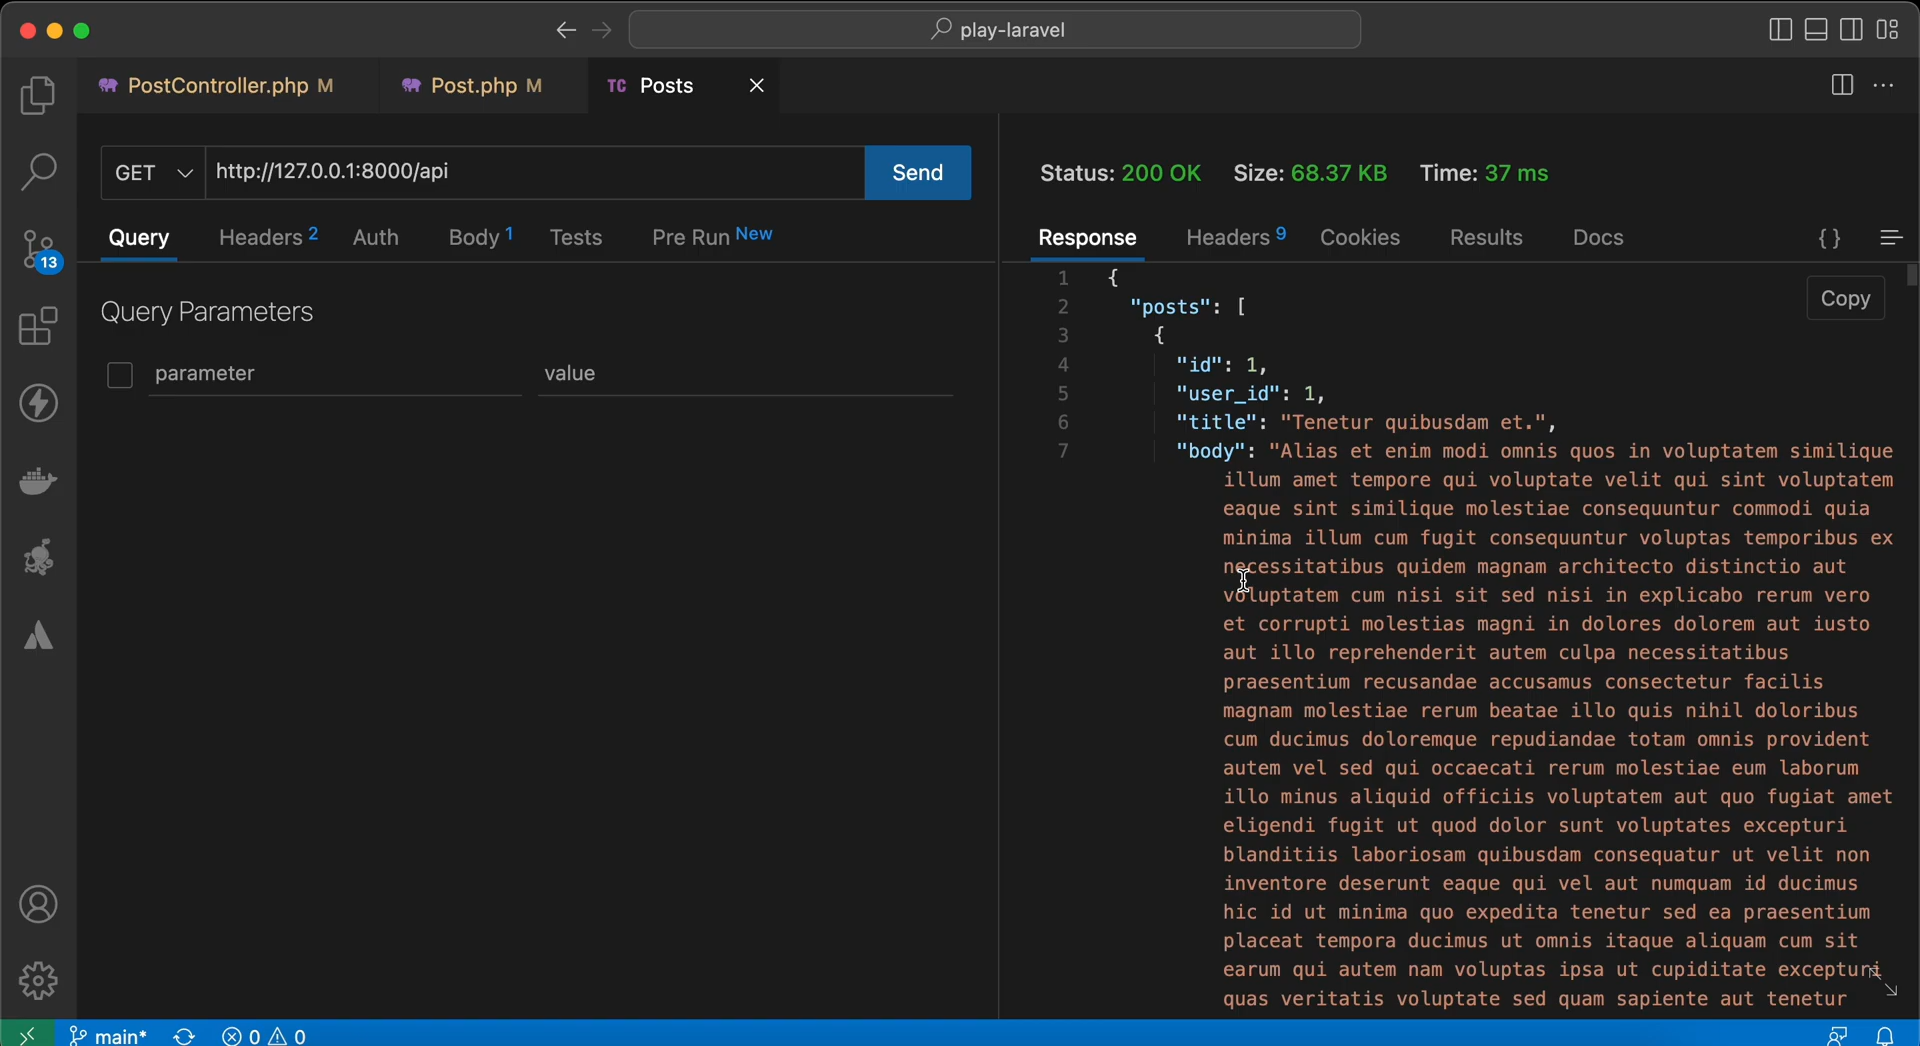 play-laravel
PostController.php M
Post.php M
TC Posts
GET
http://127.0.0.1:8000/api
Send
Status: 200 OK Size: 68.37 KB Time: 37 ms
Query Headers 2 Auth Body 1 Tests Pre Run New
Response Headers 9 Cookies Results Docs { }
13
Query Parameters
parameter value
Copy
1 {
2 "posts": [
3 {
4 "id": 1,
5 "user_id": 1,
6 "title": "Tenetur quibusdam et.",
7 "body": "Alias et enim modi omnis quos in voluptatem similique
illum amet tempore qui voluptate velit qui sint voluptatem
eaque sint similique molestiae consequuntur commodi quia
minima illum cum fugit consequuntur voluptas temporibus ex
necessitatibus quidem magnam architecto distinctio aut
voluptatem cum nisi sit sed nisi in explicabo rerum vero
et corrupti molestias magni in dolores dolorem aut iusto
aut illo reprehenderit autem culpa necessitatibus
praesentium recusandae accusamus consectetur facilis
magnam molestiae rerum beatae illo quis nihil doloribus
cum ducimus doloremque repudiandae totam omnis provident
autem vel sed qui occaecati rerum molestiae eum laborum
illo minus aliquid officiis voluptatem aut quo fugiat amet
eligendi fugit ut quod dolor sunt voluptates excepturi
blanditiis laboriosam quibusdam consequatur ut velit non
inventore deserunt eaque qui vel aut numquam id ducimus
hic id ut minima quo expedita tenetur sed ea praesentium
placeat tempora ducimus ut omnis itaque aliquam cum sit
earum qui autem nam voluptas ipsa ut cupiditate excepturi
quas veritatis voluptate sed quam sapiente aut tenetur
main* 0 0